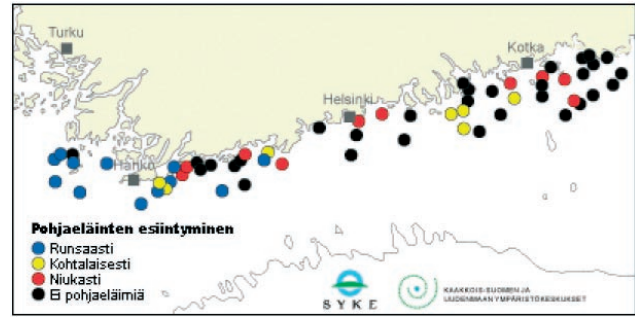 Turku
Kotka
Helsinki
Hanko
Pohjaeläinten esiintyminen
Runsaasti
Kohtalaisesti
Niukasti
Ei pohjaeläimiä
SYKE
KAAKKOIS-SUOMEN JA
UUDENMAAN YMPÄRISTÖKESKUKSET